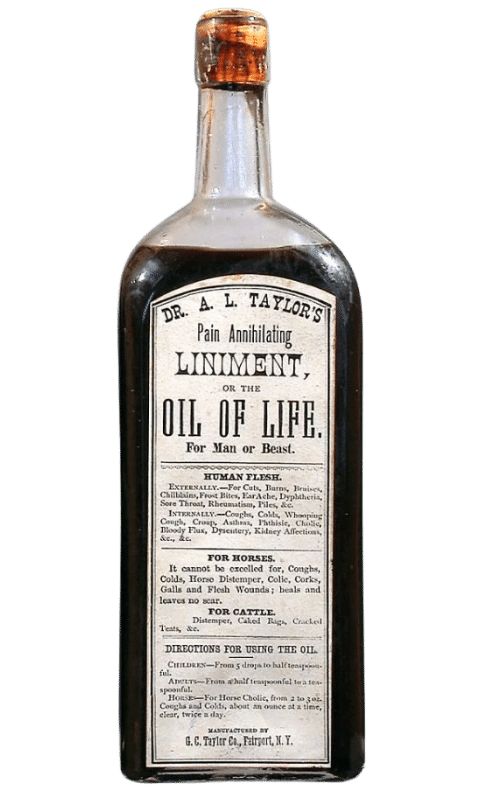 DR. A. L. TAYLOR'S
Pain Annihilating
LINIMENT,
OR THE
OIL OF LIFE.
For Man or Beast.
HUMAN FLESH.
EXTERNALLY.—For Cuts, Burns, Bruises,
Chilblains, Frost Bites, Ear Ache, Dyphtheria,
Sore Throat, Rheumatism, Piles, &c.
INTERNALLY.—Coughs, Colds, Whooping
Cough, Croup, Asthma, Phthisic, Cholic,
Bloody Flux, Dysentery, Kidney Affections,
&c., &c.
FOR HORSES.
It cannot be excelled for, Coughs,
Colds, Horse Distemper, Colic, Corks,
Galls and Flesh Wounds; heals and
leaves no scar.
FOR CATTLE.
Distemper, Caked Bags, Cracked
Teats, &c.
DIRECTIONS FOR USING THE OIL.
CHILDREN—From 5 drops to half teaspoon-
ful.
ADULTS—From a half teaspoonful to a tea-
spoonful.
HORSES—For Horse Cholic, from 2 to 3 oz.
Coughs and Colds, about an ounce at a time,
clear, twice a day.
MANUFACTURED BY
G. C. Taylor Co., Fairport, N. Y.